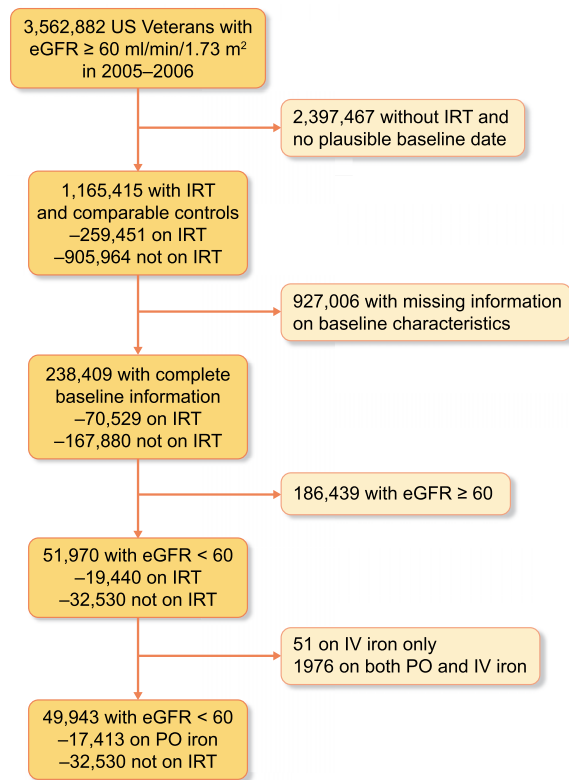 3,562,882 US Veterans with
eGFR ≥ 60 ml/min/1.73 m²
in 2005–2006
2,397,467 without IRT and
no plausible baseline date
1,165,415 with IRT
and comparable controls
–259,451 on IRT
–905,964 not on IRT
927,006 with missing information
on baseline characteristics
238,409 with complete
baseline information
–70,529 on IRT
–167,880 not on IRT
186,439 with eGFR ≥ 60
51,970 with eGFR < 60
–19,440 on IRT
–32,530 not on IRT
51 on IV iron only
1976 on both PO and IV iron
49,943 with eGFR < 60
–17,413 on PO iron
–32,530 not on IRT